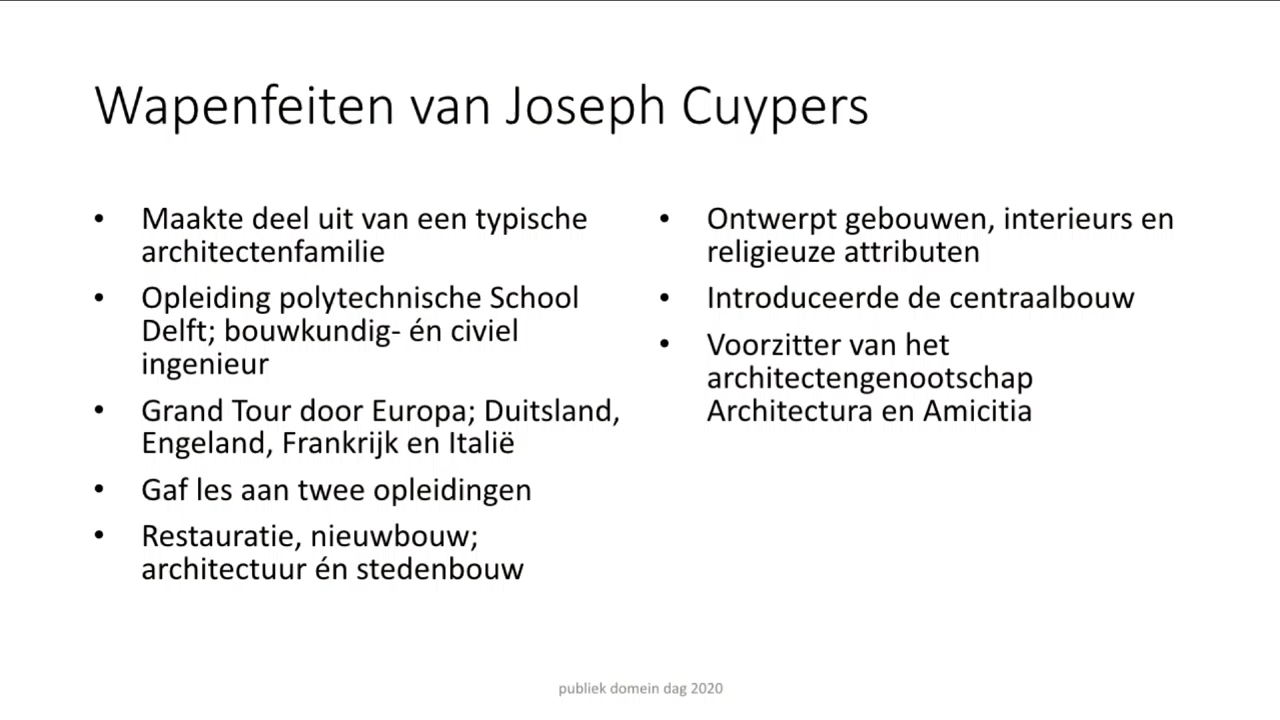 Wapenfeiten van Joseph Cuypers
• Maakte deel uit van een typische
architectenfamilie
• Opleiding polytechnische School
Delft; bouwkundig- én civiel
ingenieur
• Grand Tour door Europa; Duitsland,
Engeland, Frankrijk en Italië
• Gaf les aan twee opleidingen
• Restauratie, nieuwbouw;
architectuur én stedenbouw
• Ontwerpt gebouwen, interieurs en
religieuze attributen
• Introduceerde de centraalbouw
• Voorzitter van het
architectengenootschap
Architectura en Amicitia
publiek domein dag 2020